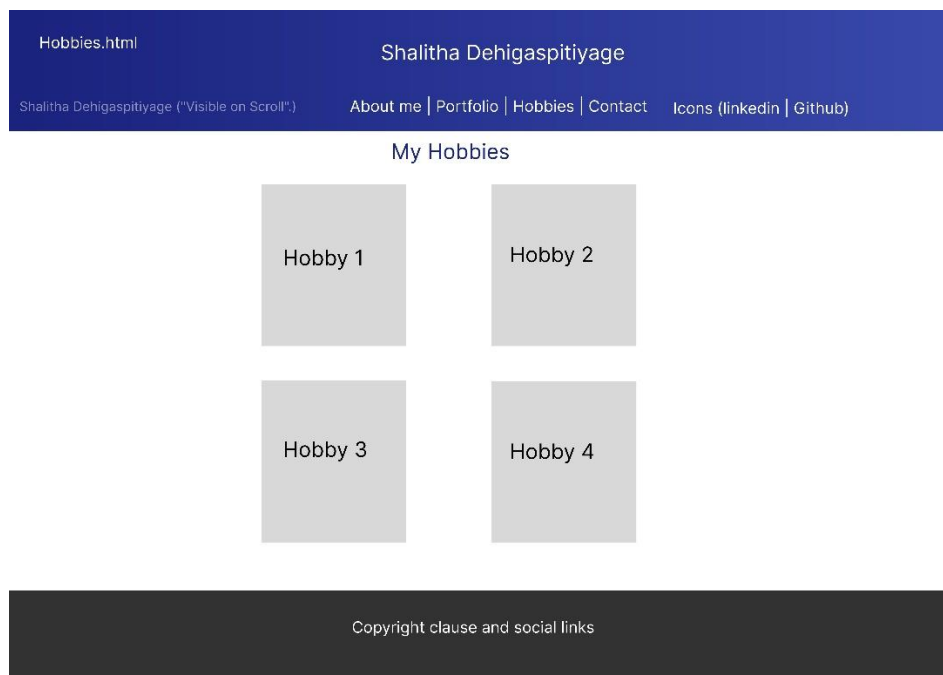 Hobbies.html
Shalitha Dehigaspitiyage
Shalitha Dehigaspitiyage ("Visible on Scroll".)
About me | Portfolio | Hobbies | Contact
Icons (linkedin | Github)
My Hobbies
Hobby 1
Hobby 2
Hobby 3
Hobby 4
Copyright clause and social links